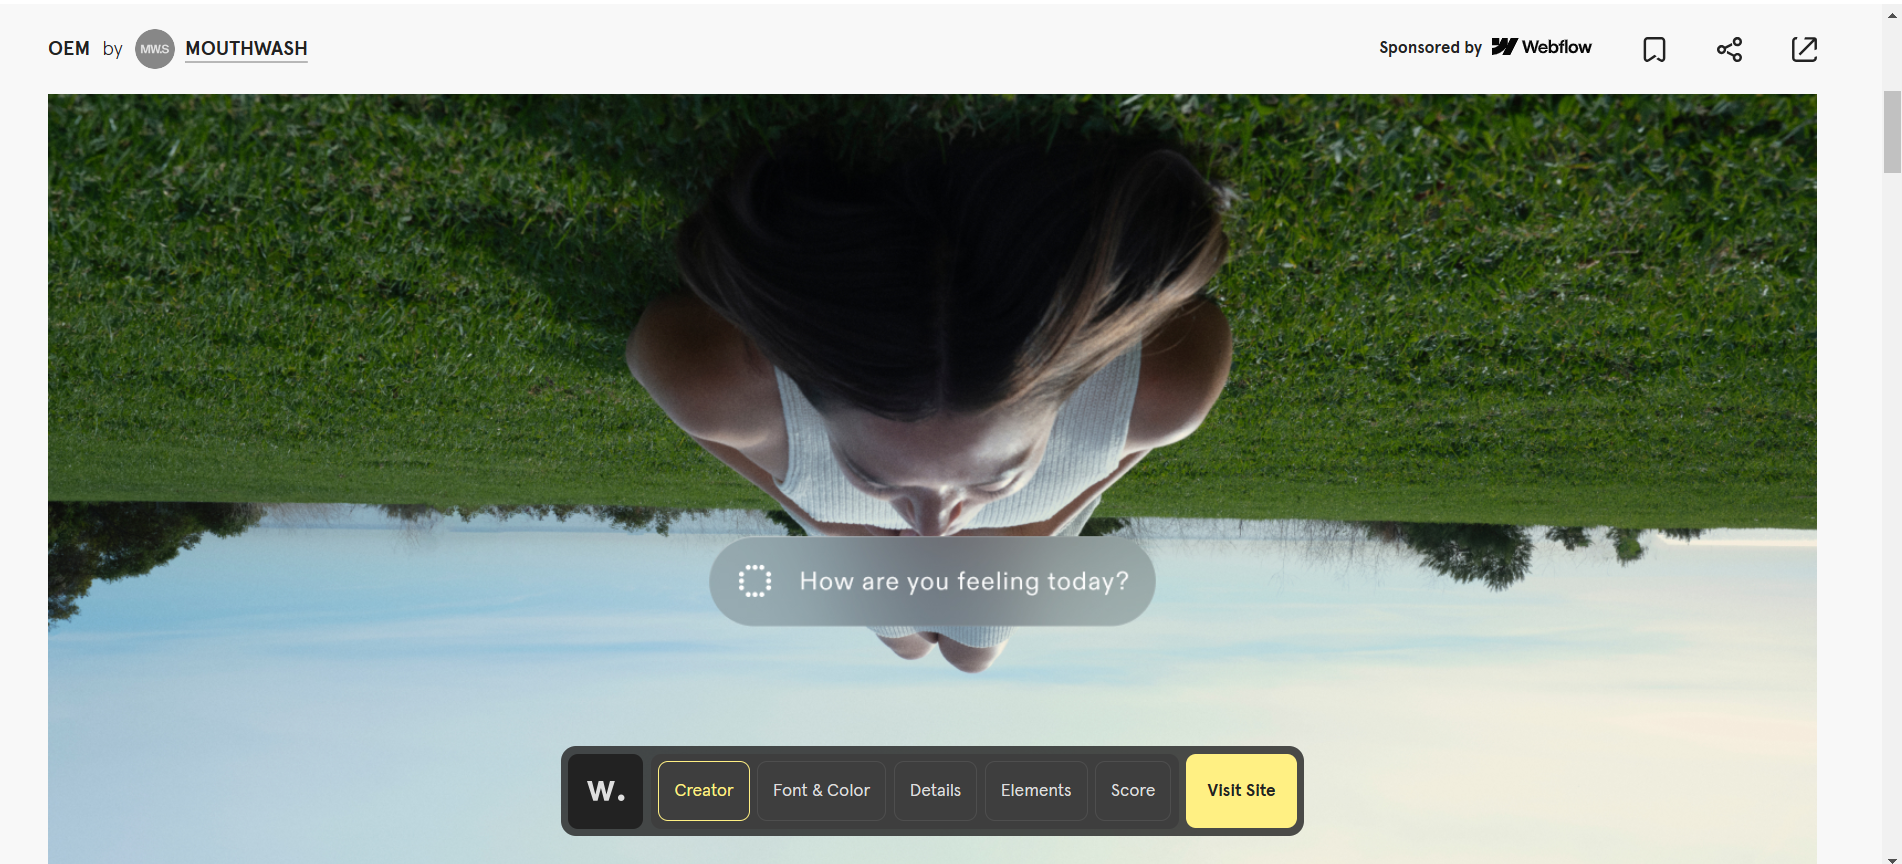 OEM by MW.S MOUTHWASH
Sponsored by Webflow
How are you feeling today?
W. Creator Font & Color Details Elements Score Visit Site